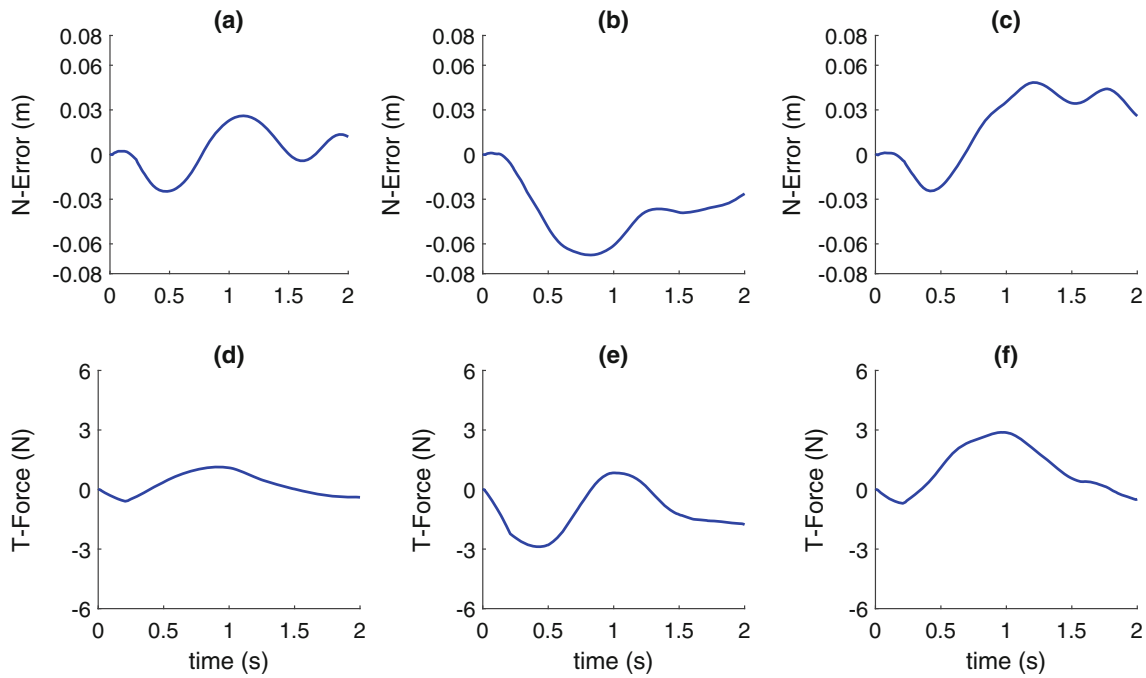 (a)
(b)
(c)
N-Error (m)
0.08
0.06
0.03
0
-0.03
-0.06
-0.08
0 0.5 1 1.5 2
N-Error (m)
0.08
0.06
0.03
0
-0.03
-0.06
-0.08
0 0.5 1 1.5 2
N-Error (m)
0.08
0.06
0.03
0
-0.03
-0.06
-0.08
0 0.5 1 1.5 2
(d)
(e)
(f)
T-Force (N)
6
3
0
-3
-6
0 0.5 1 1.5 2
time (s)
T-Force (N)
6
3
0
-3
-6
0 0.5 1 1.5 2
time (s)
T-Force (N)
6
3
0
-3
-6
0 0.5 1 1.5 2
time (s)